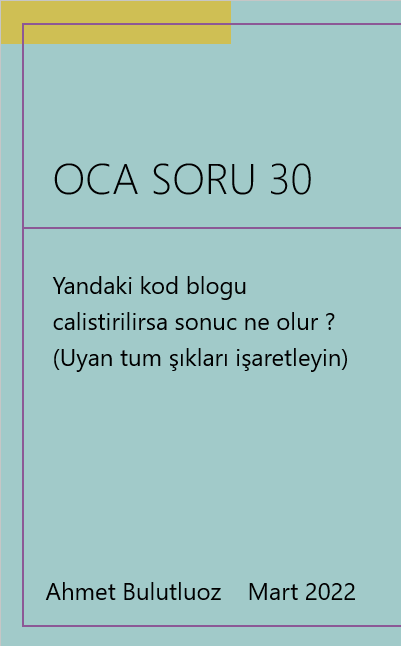 OCA SORU 30
Yandaki kod blogu
calistirilirsa sonuc ne olur ?
(Uyan tum şıkları işaretleyin)
Ahmet Bulutluoz Mart 2022